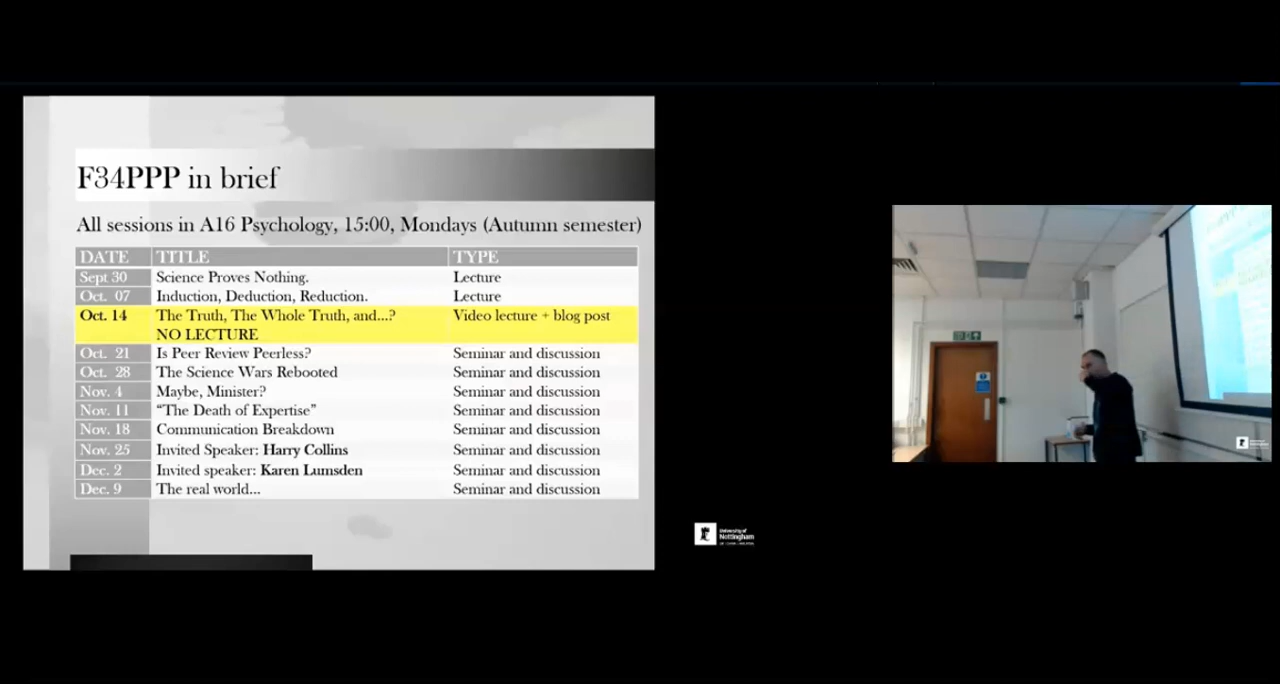 F34PPP in brief
All sessions in A16 Psychology, 15:00, Mondays (Autumn semester)
DATE TITLE TYPE
Sept 30 Science Proves Nothing. Lecture
Oct. 07 Induction, Deduction, Reduction. Lecture
Oct. 14 The Truth, The Whole Truth, and...? Video lecture + blog post
NO LECTURE
Oct. 21 Is Peer Review Peerless? Seminar and discussion
Oct. 28 The Science Wars Rebooted Seminar and discussion
Nov. 4 Maybe, Minister? Seminar and discussion
Nov. 11 “The Death of Expertise” Seminar and discussion
Nov. 18 Communication Breakdown Seminar and discussion
Nov. 25 Invited Speaker: Harry Collins Seminar and discussion
Dec. 2 Invited speaker: Karen Lumsden Seminar and discussion
Dec. 9 The real world... Seminar and discussion
University of
Nottingham